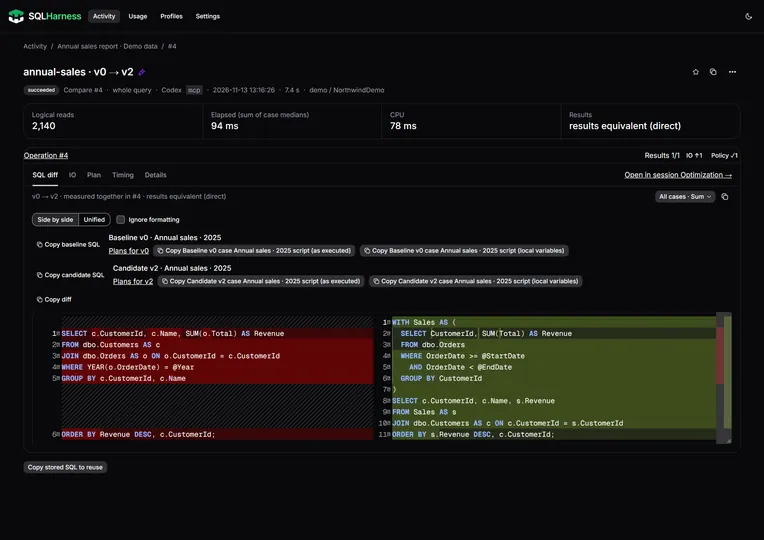 SQLHarness Activity Usage Profiles Settings
Activity / Annual sales report · Demo data / #4
annual-sales · v0 → v2
succeeded Compare #4 · whole query · Codex mcp · 2026-11-13 13:16:26 · 7.4 s · demo / NorthwindDemo
Logical reads
2,140
Elapsed (sum of case medians)
94 ms
CPU
78 ms
Results
results equivalent (direct)
Operation #4 Results 1/1 IO ↑1 Policy √1
SQL diff IO Plan Timing Details Open in session Optimization →
v0 → v2 · measured together in #4 · results equivalent (direct) All cases · Sum
Side by side Unified Ignore formatting
Copy baseline SQL
Baseline v0 · Annual sales · 2025
Plans for v0 Copy Baseline v0 case Annual sales · 2025 script (as executed) Copy Baseline v0 case Annual sales · 2025 script (local variables)
Copy candidate SQL
Candidate v2 · Annual sales · 2025
Plans for v2 Copy Candidate v2 case Annual sales · 2025 script (as executed) Copy Candidate v2 case Annual sales · 2025 script (local variables)
Copy diff
1 SELECT c.CustomerId, c.Name, SUM(o.Total) AS Revenue
2 FROM dbo.Customers AS c
3 JOIN dbo.Orders AS o ON o.CustomerId = c.CustomerId
4 WHERE YEAR(o.OrderDate) = @Year
5 GROUP BY c.CustomerId, c.Name
6 ORDER BY Revenue DESC, c.CustomerId;
1 WITH Sales AS (
2 SELECT CustomerId, SUM(Total) AS Revenue
3 FROM dbo.Orders
4 WHERE OrderDate >= @StartDate
5 AND OrderDate < @EndDate
6 GROUP BY CustomerId
7 )
8 SELECT c.CustomerId, c.Name, s.Revenue
9 FROM Sales AS s
10 JOIN dbo.Customers AS c ON c.CustomerId = s.CustomerId
11 ORDER BY s.Revenue DESC, c.CustomerId;
Copy stored SQL to reuse